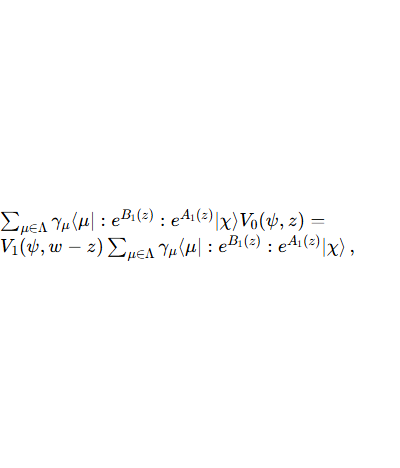 ∑_{μ∈Λ} γ_μ⟨μ| : e^{B_1(z)} : e^{A_1(z)}|χ⟩V_0(ψ, z) =
V_1(ψ, w − z) ∑_{μ∈Λ} γ_μ⟨μ| : e^{B_1(z)} : e^{A_1(z)}|χ⟩ ,